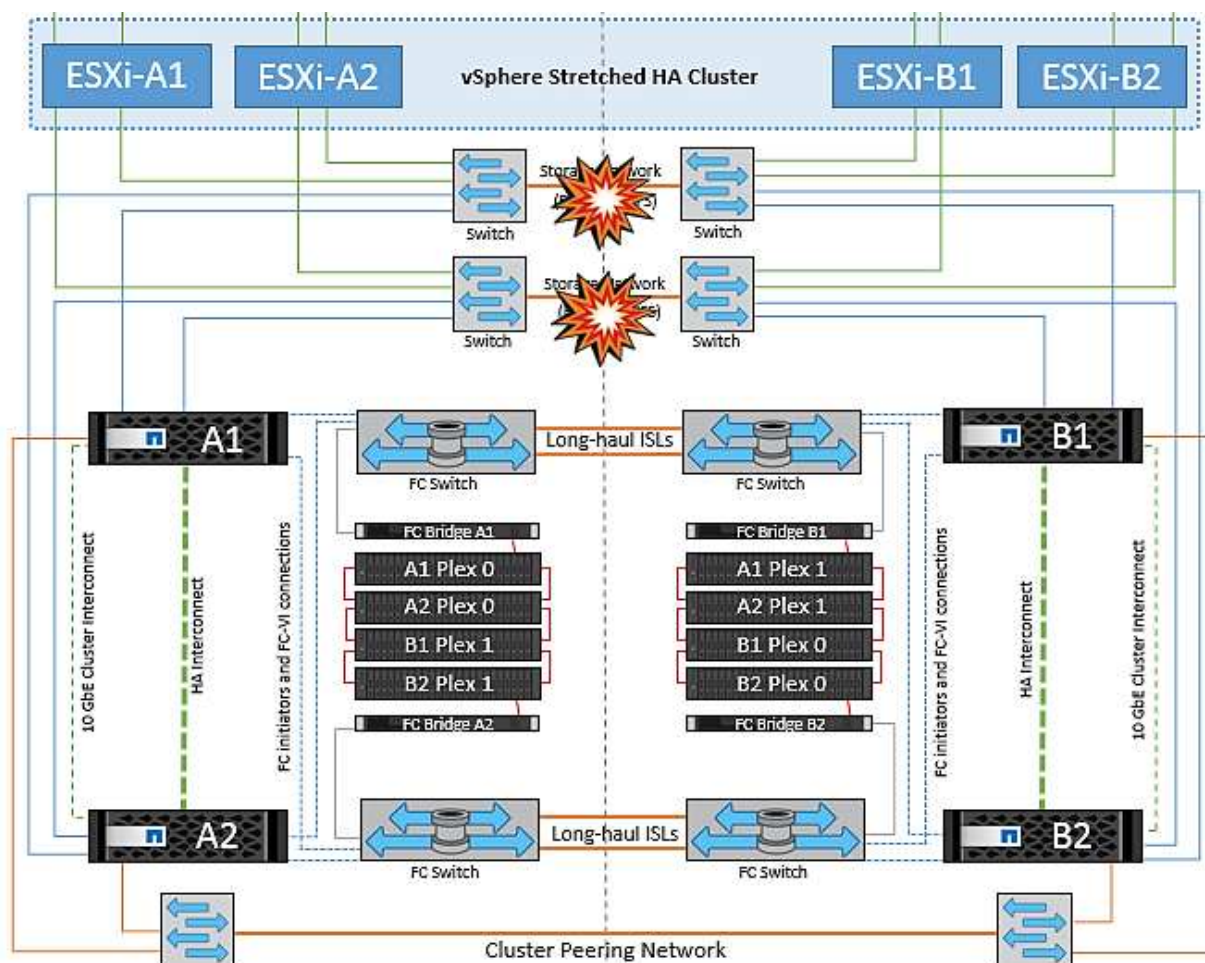 ESXi-A1
ESXi-A2
vSphere Stretched HA Cluster
ESXi-B1
ESXi-B2
Switch
Switch
Switch
Switch
A1
B1
Long-haul ISLs
FC Switch
FC Switch
FC Bridge A1
FC Bridge B1
A1 Plex 0
A1 Plex 1
A2 Plex 0
A2 Plex 1
B1 Plex 1
B1 Plex 0
B2 Plex 1
B2 Plex 0
FC Bridge A2
FC Bridge B2
10 GbE Cluster Interconnect
HA Interconnect
FC initiators and FC-VI connections
FC initiators and FC-VI connections
HA Interconnect
10 GbE Cluster Interconnect
A2
B2
Long-haul ISLs
FC Switch
FC Switch
Cluster Peering Network